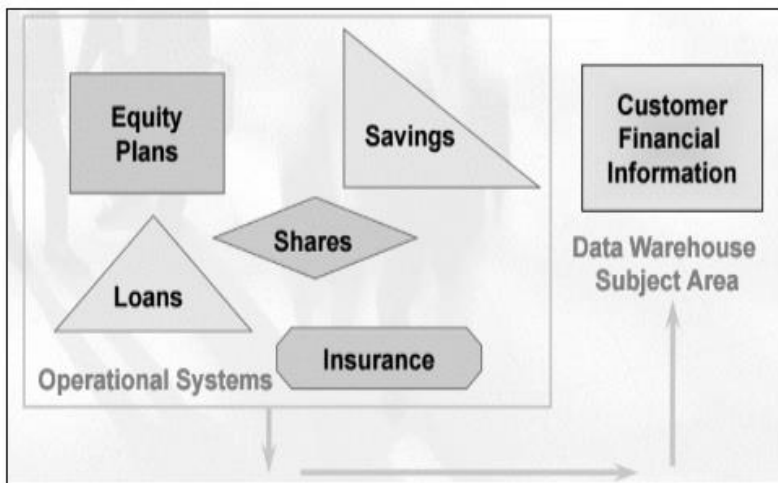 Equity
Plans
Savings
Customer
Financial
Information
Shares
Data Warehouse
Subject Area
Loans
Insurance
Operational Systems